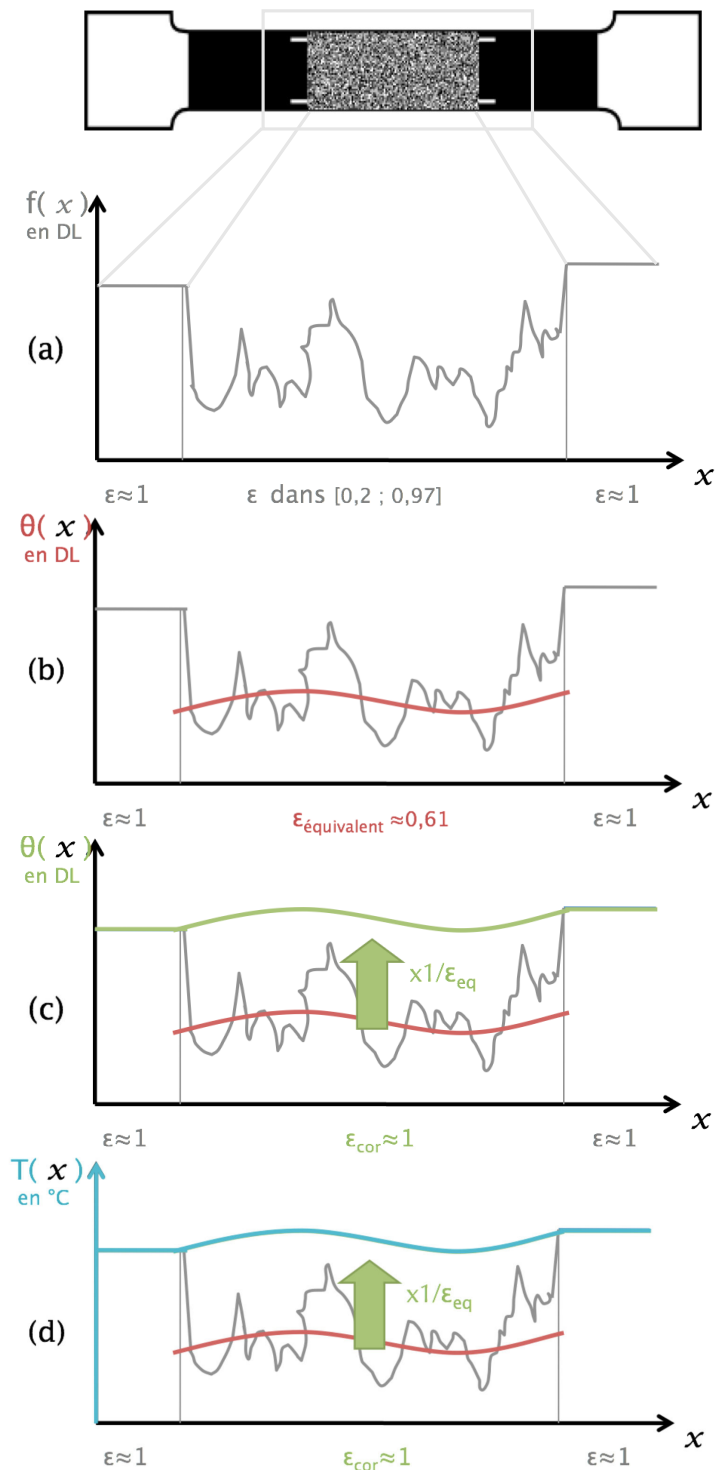 f( x )
en DL
(a)
x
ε≈1
ε dans [0,2 ; 0,97]
ε≈1
θ( x )
en DL
(b)
x
ε≈1
εéquivalent ≈0,61
ε≈1
θ( x )
en DL
x1/εeq
(c)
x
ε≈1
εcor≈1
ε≈1
T( x )
en °C
x1/εeq
(d)
x
ε≈1
εcor≈1
ε≈1